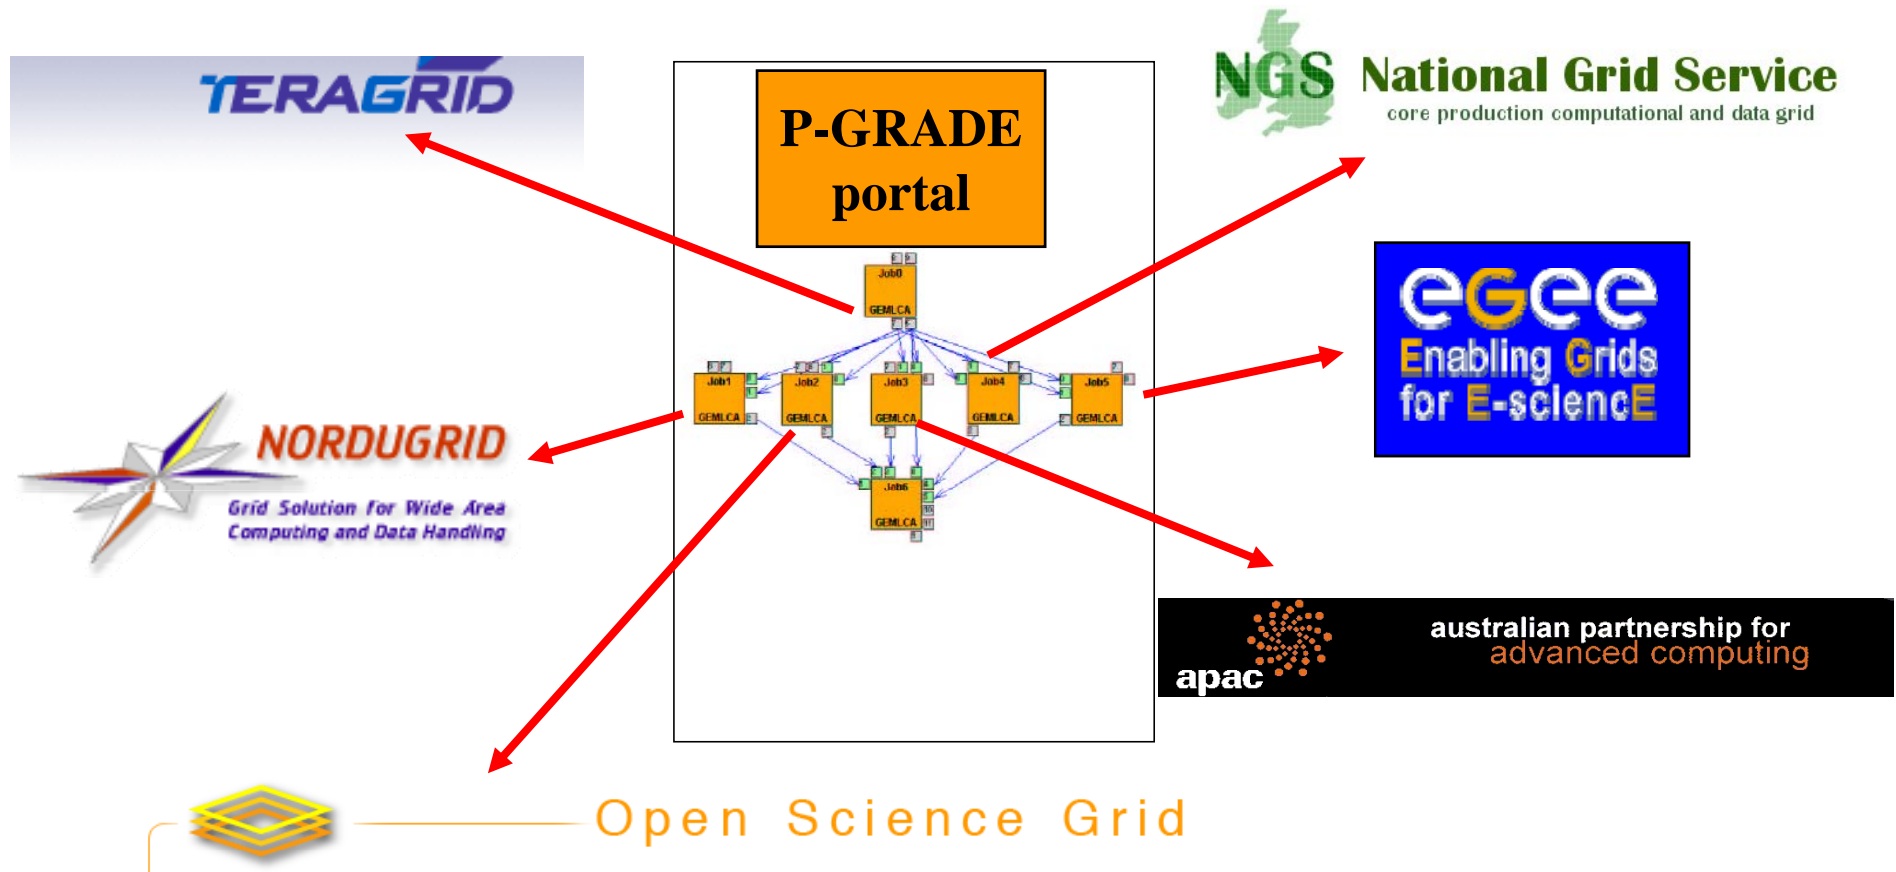 TERAGRID
P-GRADE
portal
NGS National Grid Service
core production computational and data grid
Job0
GEMLCA
eGee
Enabling Grids
for E-sciencE
Job1
GEMLCA
Job2
GEMLCA
Job3
GEMLCA
Job4
GEMLCA
Job5
GEMLCA
NORDUGRID
Grid Solution For Wide Area
Computing and Data Handling
Job6
GEMLCA
apac
australian partnership for
advanced computing
Open Science Grid